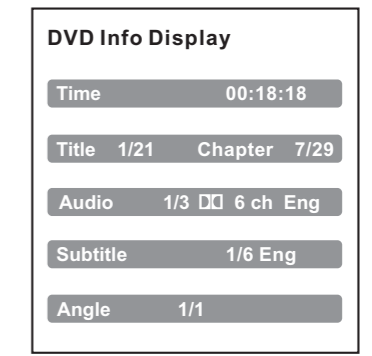 DVD Info Display
Time 00:18:18
Title 1/21 Chapter 7/29
Audio 1/3 6 ch Eng
Subtitle 1/6 Eng
Angle 1/1